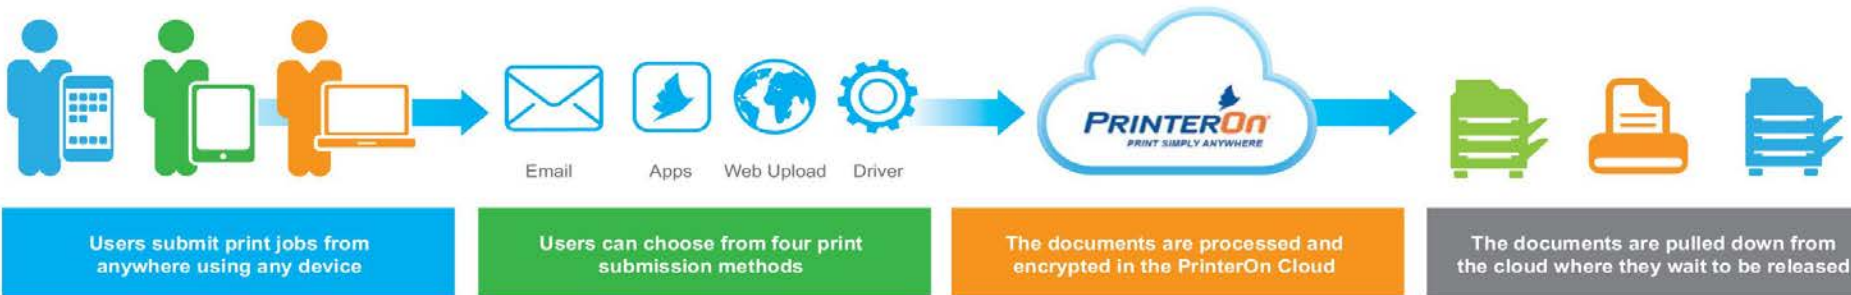 PRINTERON
PRINT SIMPLY ANYWHERE
Email
Apps
Web Upload
Driver
Users submit print jobs from
anywhere using any device
Users can choose from four print
submission methods
The documents are processed and
encrypted in the PrinterOn Cloud
The documents are pulled down from
the cloud where they wait to be released